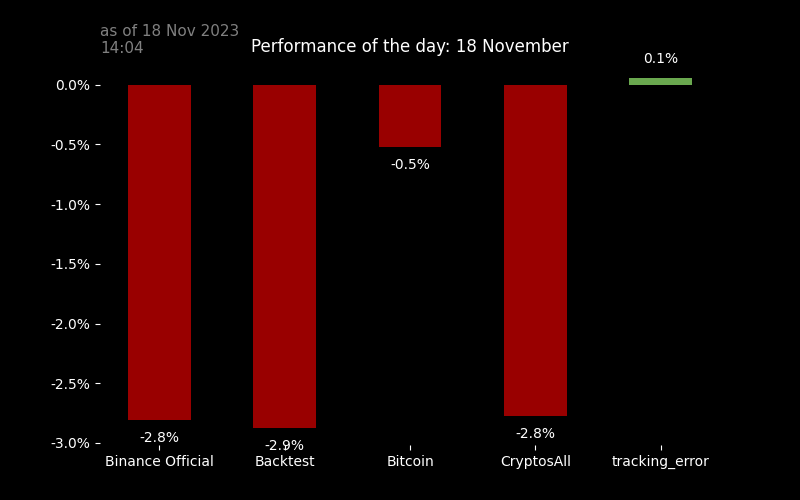 as of 18 Nov 2023
14:04
Performance of the day: 18 November
0.1%
0.0%
-0.5%
-0.5%
-1.0%
-1.5%
-2.0%
-2.5%
-3.0%
-2.8%
-2.9%
-2.8%
Binance Official
Backtest
Bitcoin
CryptosAll
tracking_error